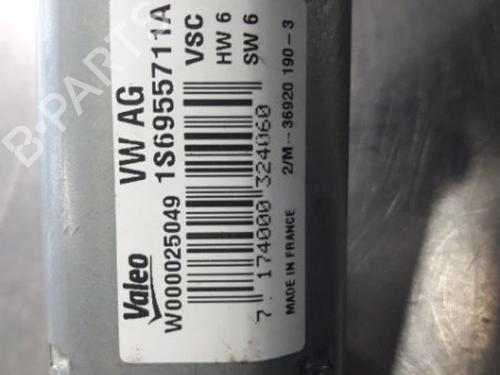 Valeo
VW AG
W000025049 1S6955711A
VSC
HW 6
SW 6
7 174000 324060
2/M-36920 190-3
MADE IN FRANCE
B-PARTS